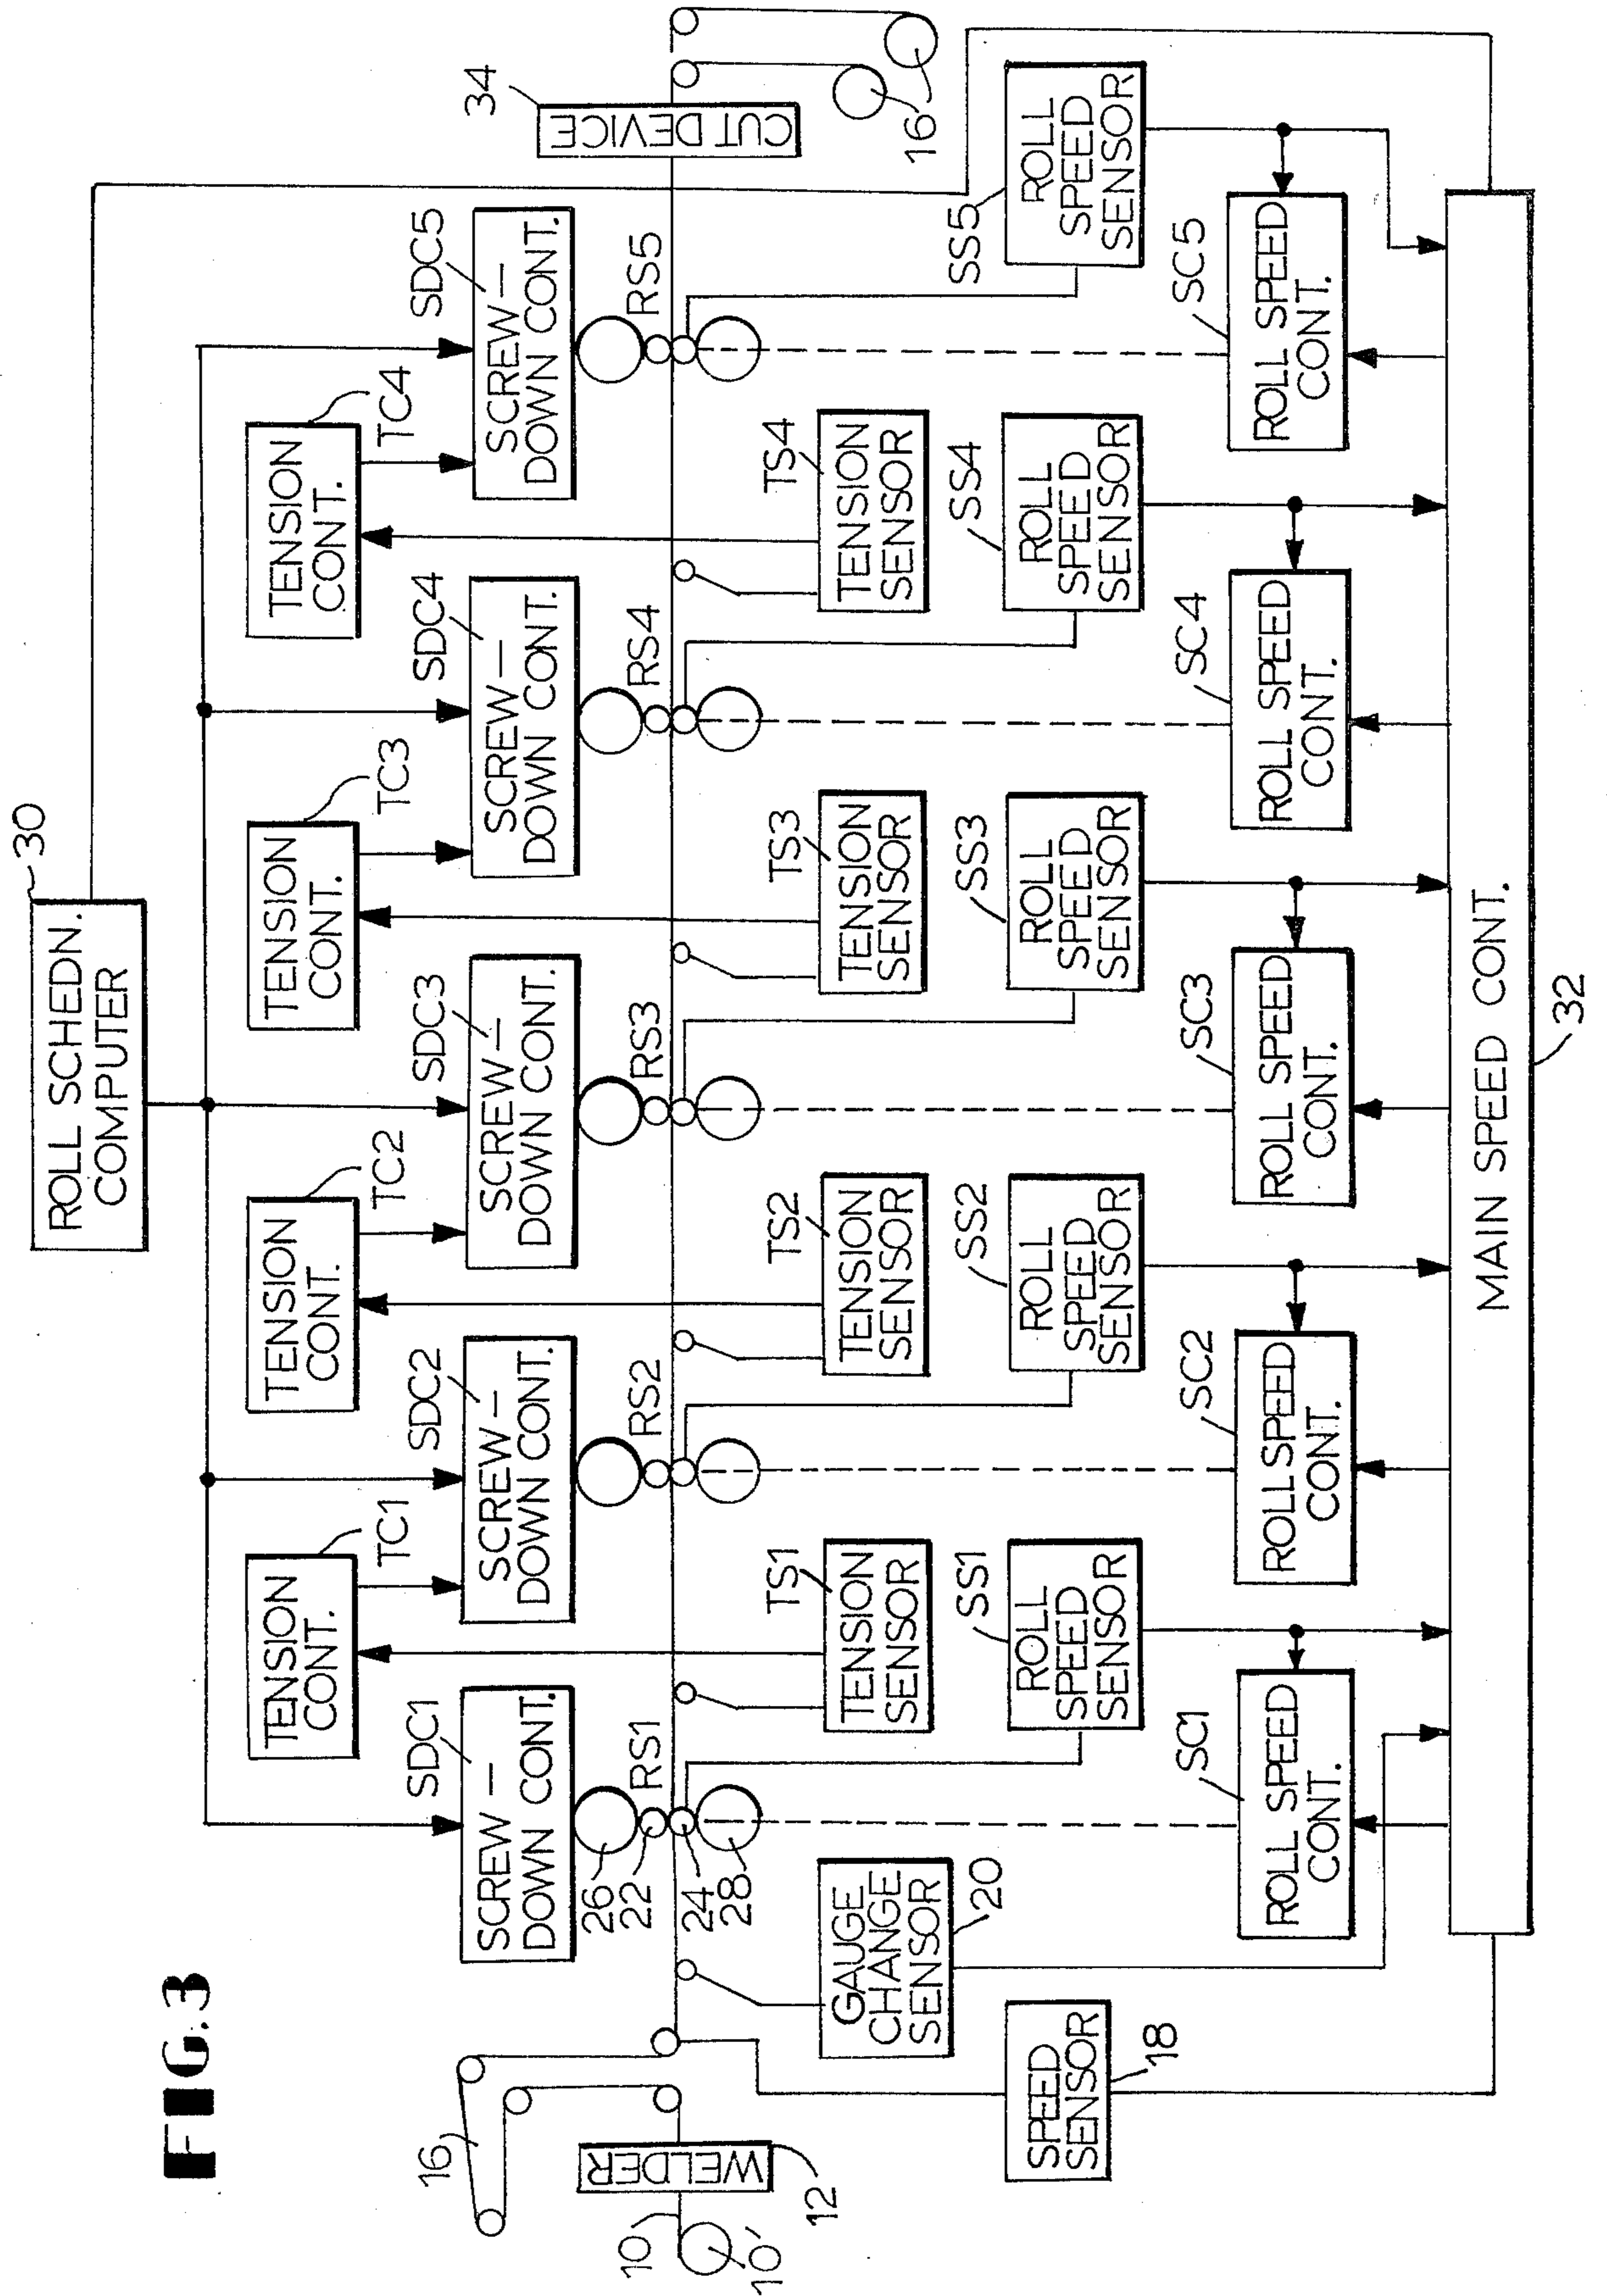 FIG.3
30
ROLL SCHEDN.
COMPUTER
TENSION
CONT.
TC1
TENSION
CONT.
TC2
TENSION
CONT.
TC3
TENSION
CONT.
TC4
SDC1
SCREW—
DOWN CONT.
SDC2
SCREW—
DOWN CONT.
SDC3
SCREW—
DOWN CONT.
SDC4
SCREW—
DOWN CONT.
SDC5
SCREW—
DOWN CONT.
34
CUT DEVICE
16
10
10'
WELDER
12
26
22
24
28
RS1
RS2
RS3
RS4
RS5
16'
GAUGE
CHANGE
SENSOR
20
TS1
TENSION
SENSOR
TS2
TENSION
SENSOR
TS3
TENSION
SENSOR
TS4
TENSION
SENSOR
SPEED
SENSOR
18
SS1
ROLL
SPEED
SENSOR
SS2
ROLL
SPEED
SENSOR
SS3
ROLL
SPEED
SENSOR
SS4
ROLL
SPEED
SENSOR
SS5
ROLL
SPEED
SENSOR
SC1
ROLL SPEED
CONT.
SC2
ROLL SPEED
CONT.
SC3
ROLL SPEED
CONT.
SC4
ROLL SPEED
CONT.
SC5
ROLL SPEED
CONT.
MAIN SPEED CONT.
32